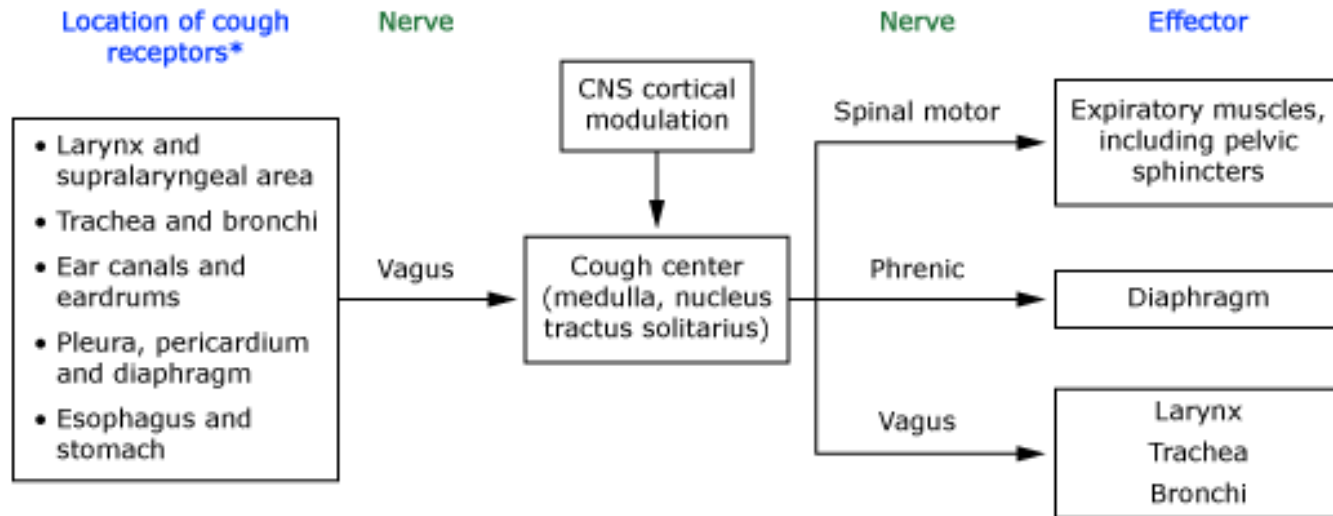 Location of cough
receptors*
Nerve
Nerve
Effector
• Larynx and
supralaryngeal area
• Trachea and bronchi
• Ear canals and
eardrums
• Pleura, pericardium
and diaphragm
• Esophagus and
stomach
Vagus
CNS cortical
modulation
Cough center
(medulla, nucleus
tractus solitarius)
Spinal motor
Expiratory muscles,
including pelvic
sphincters
Phrenic
Diaphragm
Vagus
Larynx
Trachea
Bronchi